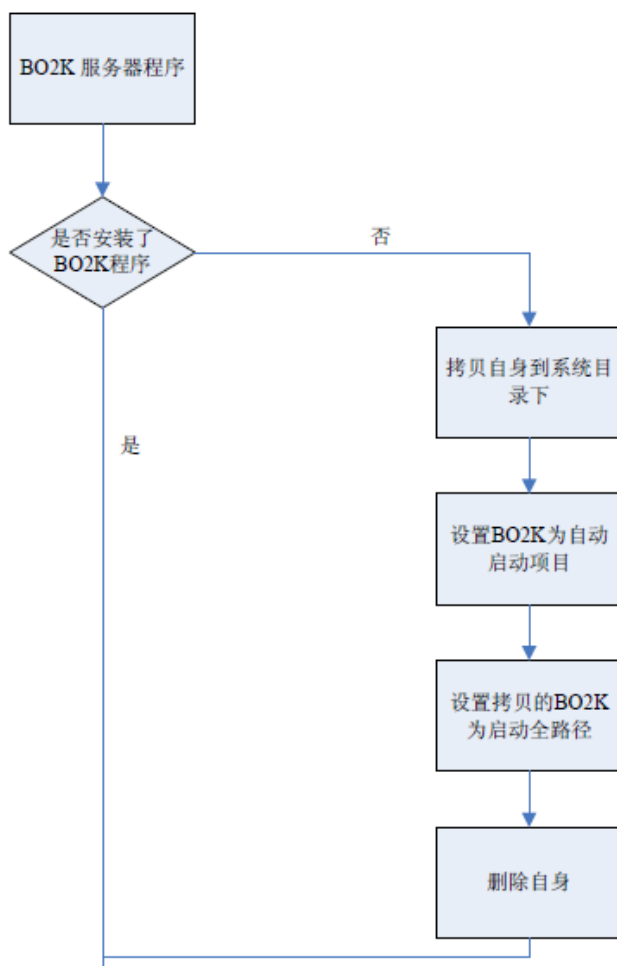 BO2K 服务器程序
是否安装了
BO2K程序
否
拷贝自身到系统目
录下
是
设置BO2K为自动
启动项目
设置拷贝的BO2K
为启动全路径
删除自身